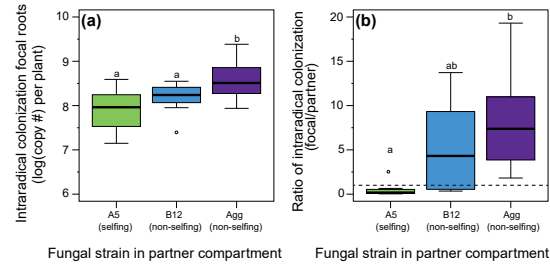 (a)
Intraradical colonization focal roots
(log(copy #) per plant)
10
9
8
7
6
a
a
b
A5
(selfing)
B12
(non-selfing)
Agg
(non-selfing)
Fungal strain in partner compartment
(b)
Ratio of intraradical colonization
(focal/partner)
20
15
10
5
0
a
ab
b
A5
(selfing)
B12
(non-selfing)
Agg
(non-selfing)
Fungal strain in partner compartment